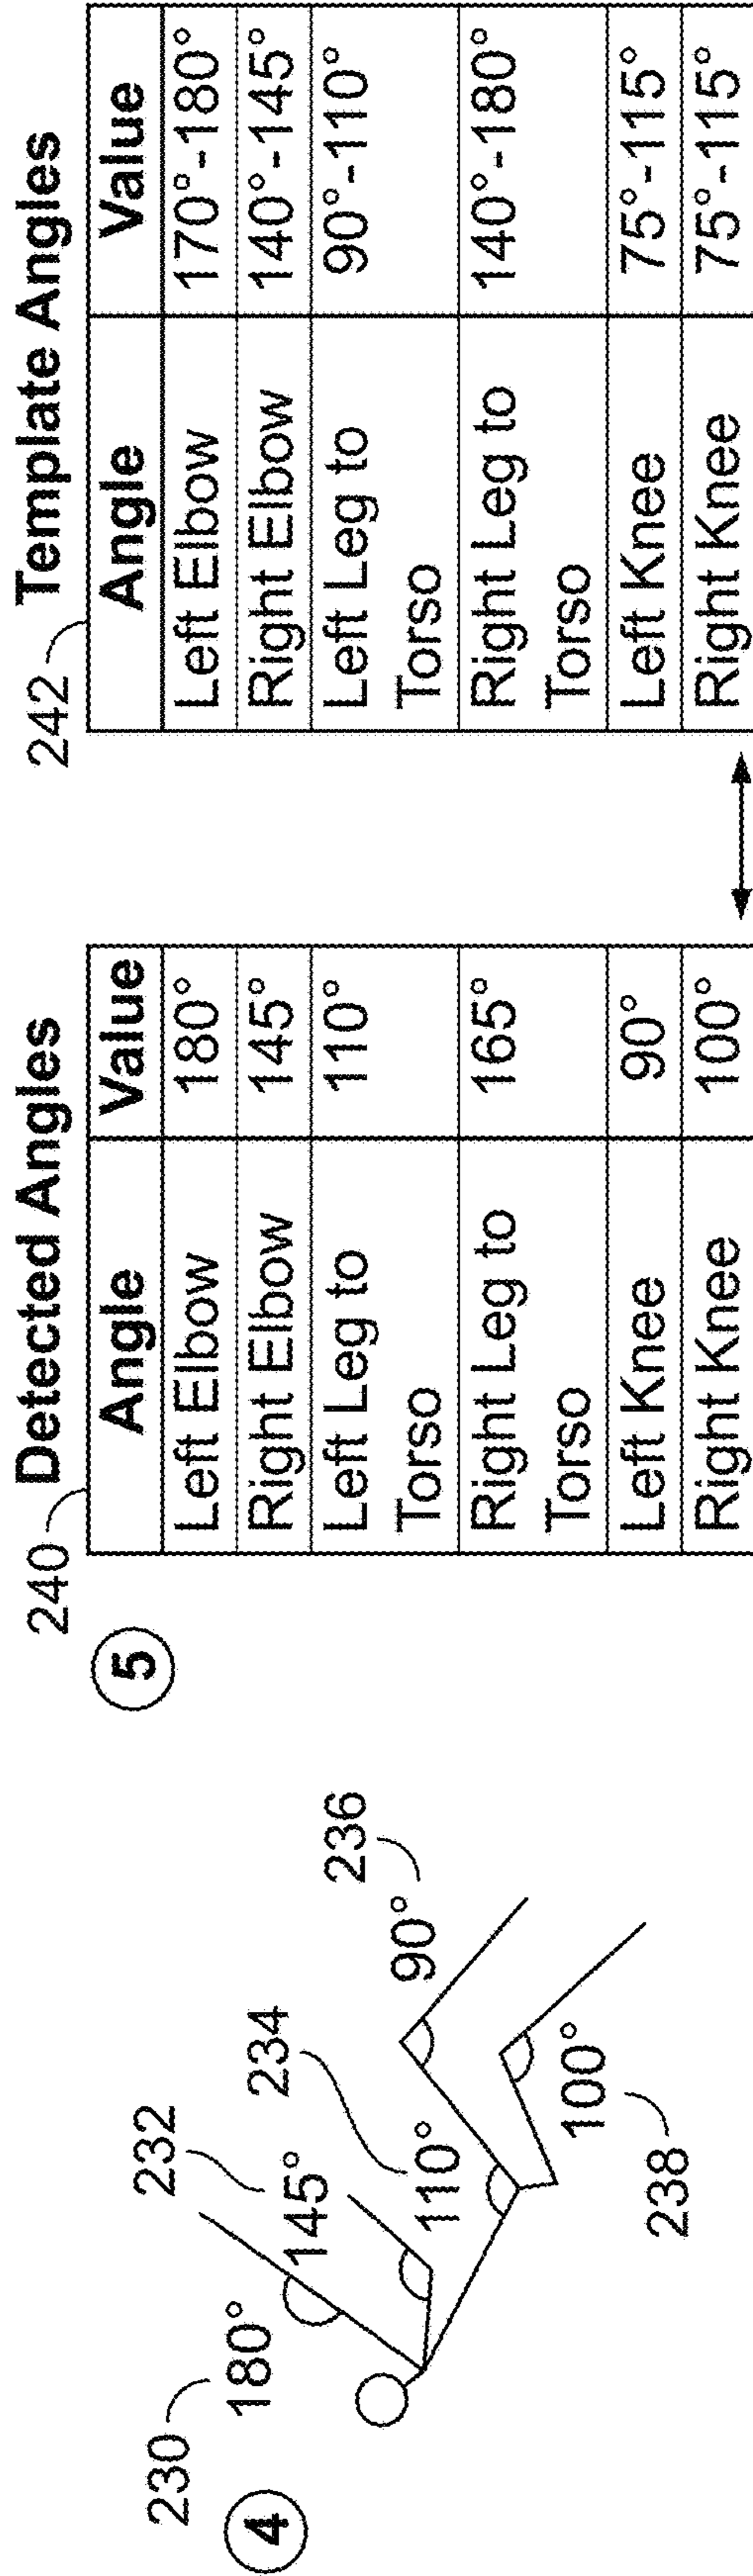 4
230
180°
232
145°
234
110°
236
90°
100°
238
5
240
Detected Angles
Angle Value
Left Elbow 180°
Right Elbow 145°
Left Leg to 110°
Torso
Right Leg to 165°
Torso
Left Knee 90°
Right Knee 100°
242
Template Angles
Angle Value
Left Elbow 170°-180°
Right Elbow 140°-145°
Left Leg to 90°-110°
Torso
Right Leg to 140°-180°
Torso
Left Knee 75°-115°
Right Knee 75°-115°